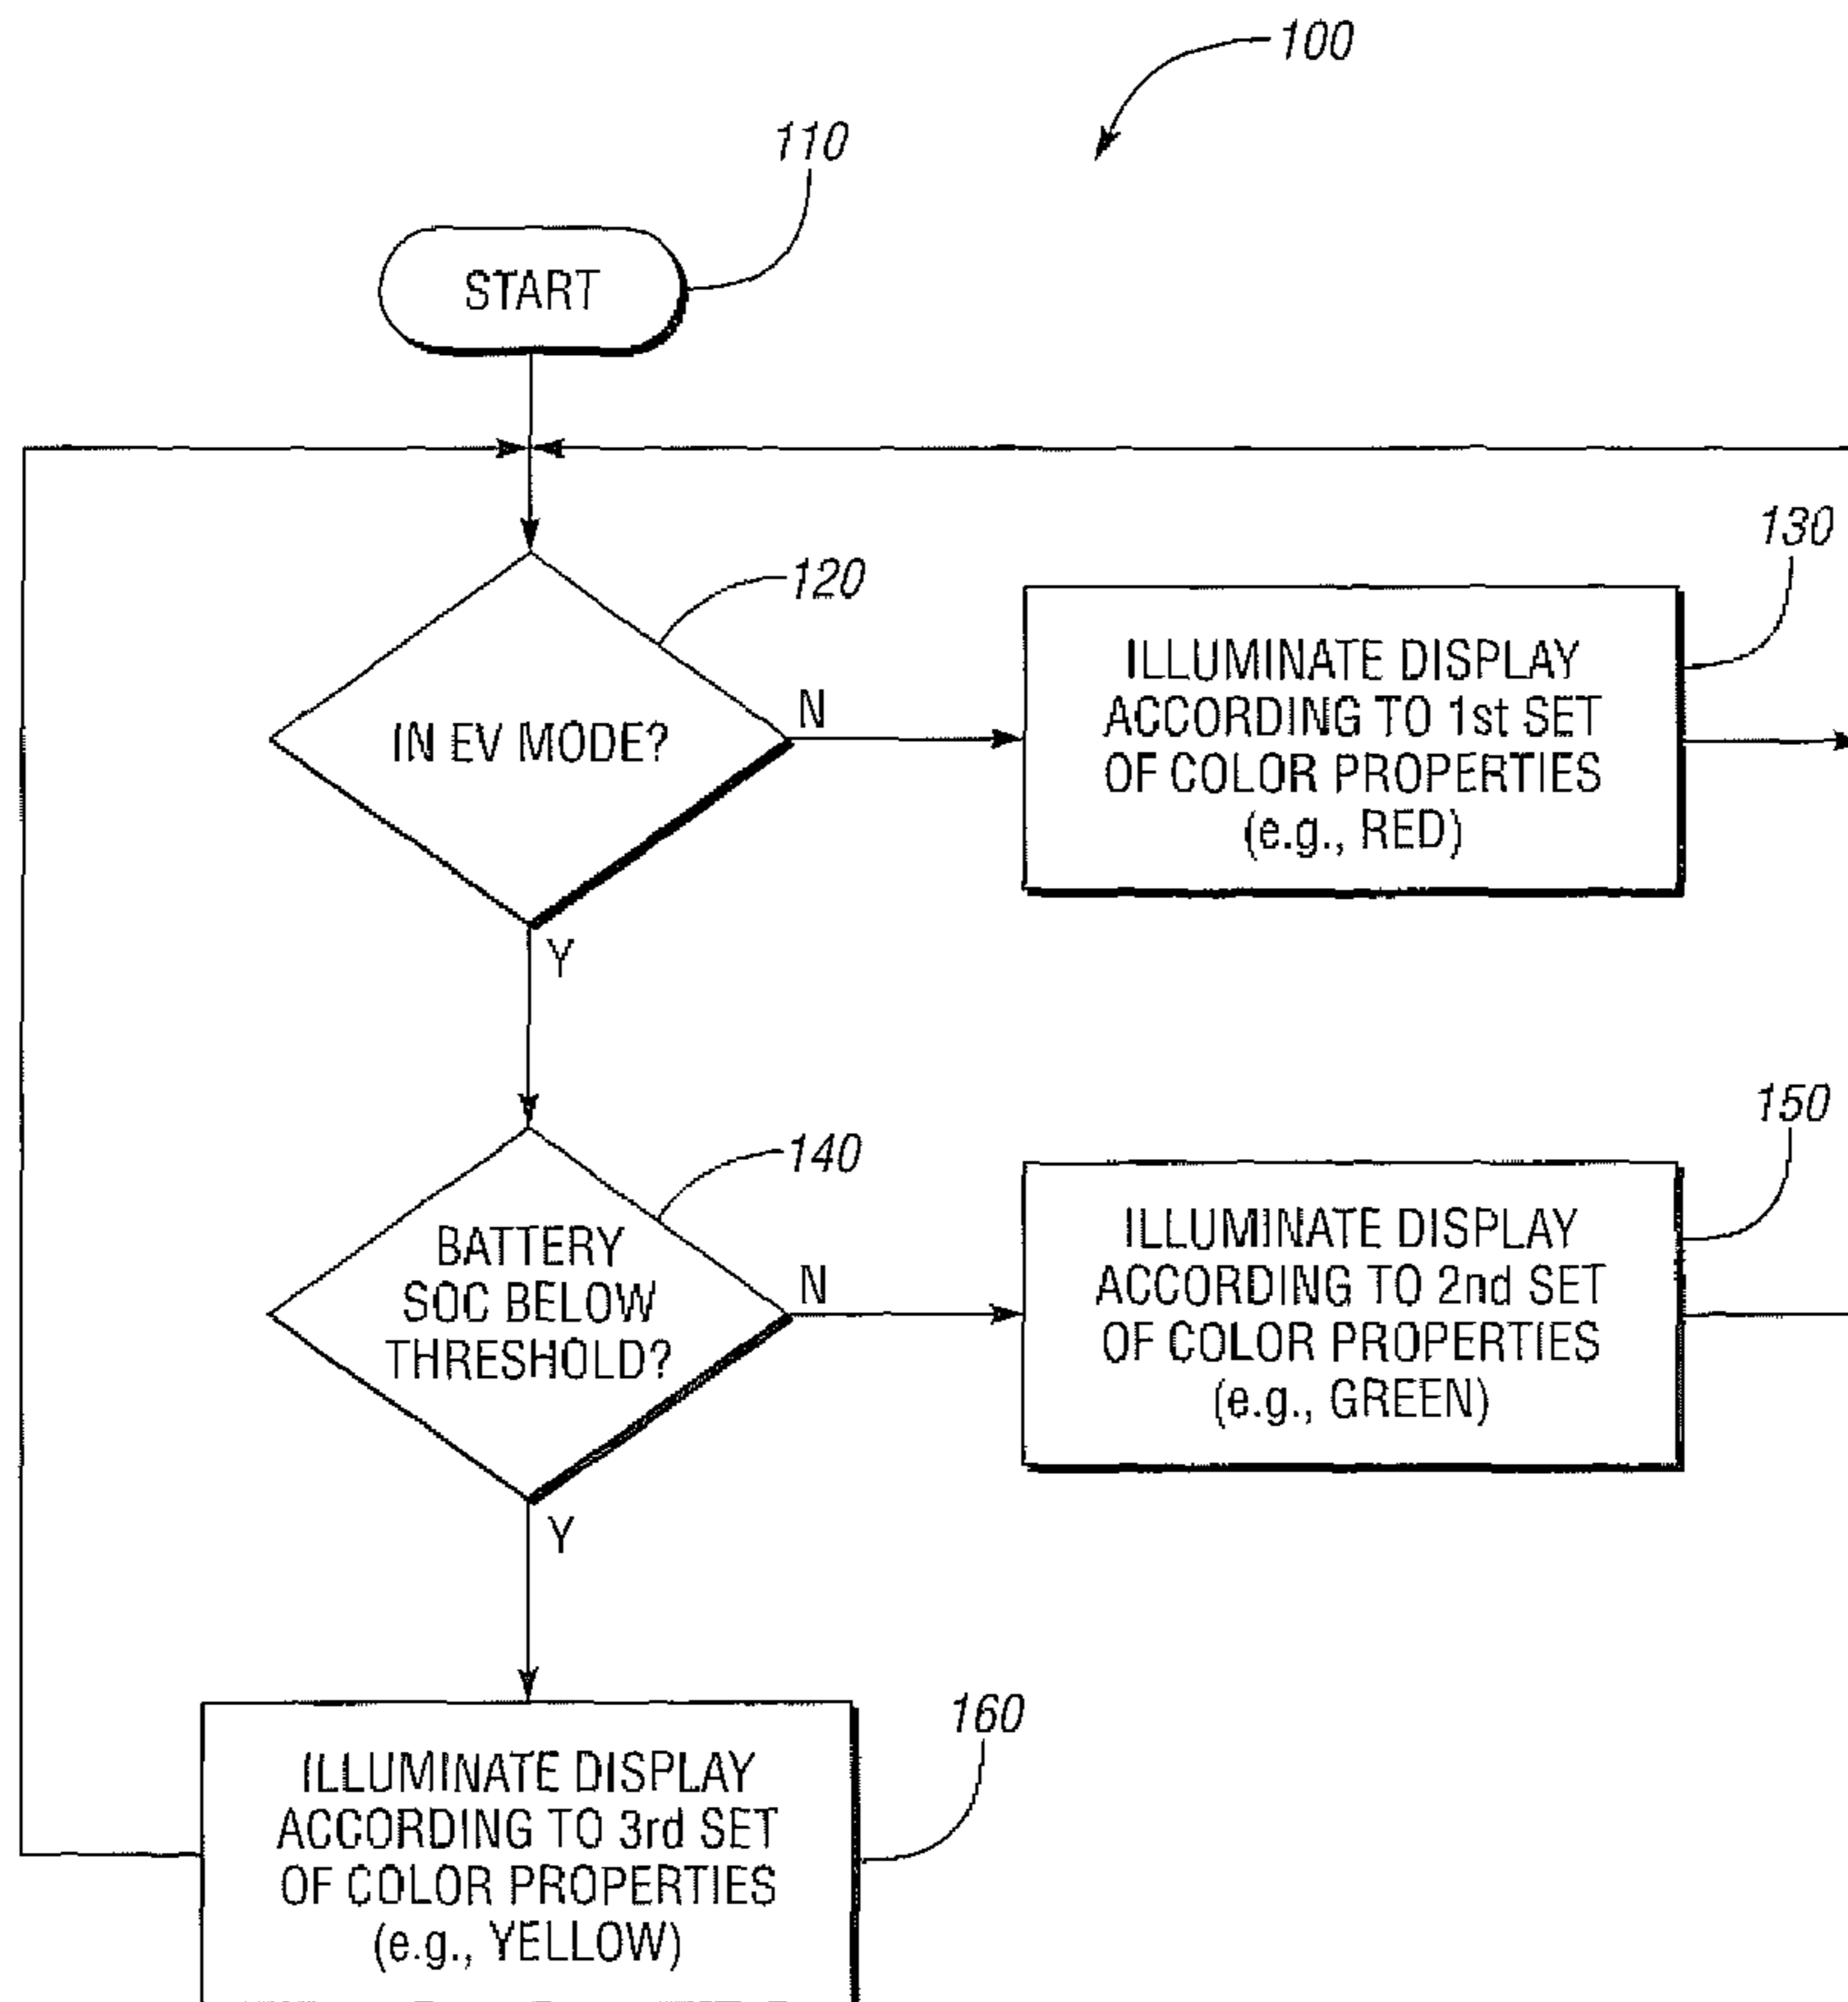 100
110
START
120
IN EV MODE?
N
Y
130
ILLUMINATE DISPLAY
ACCORDING TO 1st SET
OF COLOR PROPERTIES
(e.g., RED)
140
BATTERY
SOC BELOW
THRESHOLD?
N
Y
150
ILLUMINATE DISPLAY
ACCORDING TO 2nd SET
OF COLOR PROPERTIES
(e.g., GREEN)
160
ILLUMINATE DISPLAY
ACCORDING TO 3rd SET
OF COLOR PROPERTIES
(e.g., YELLOW)